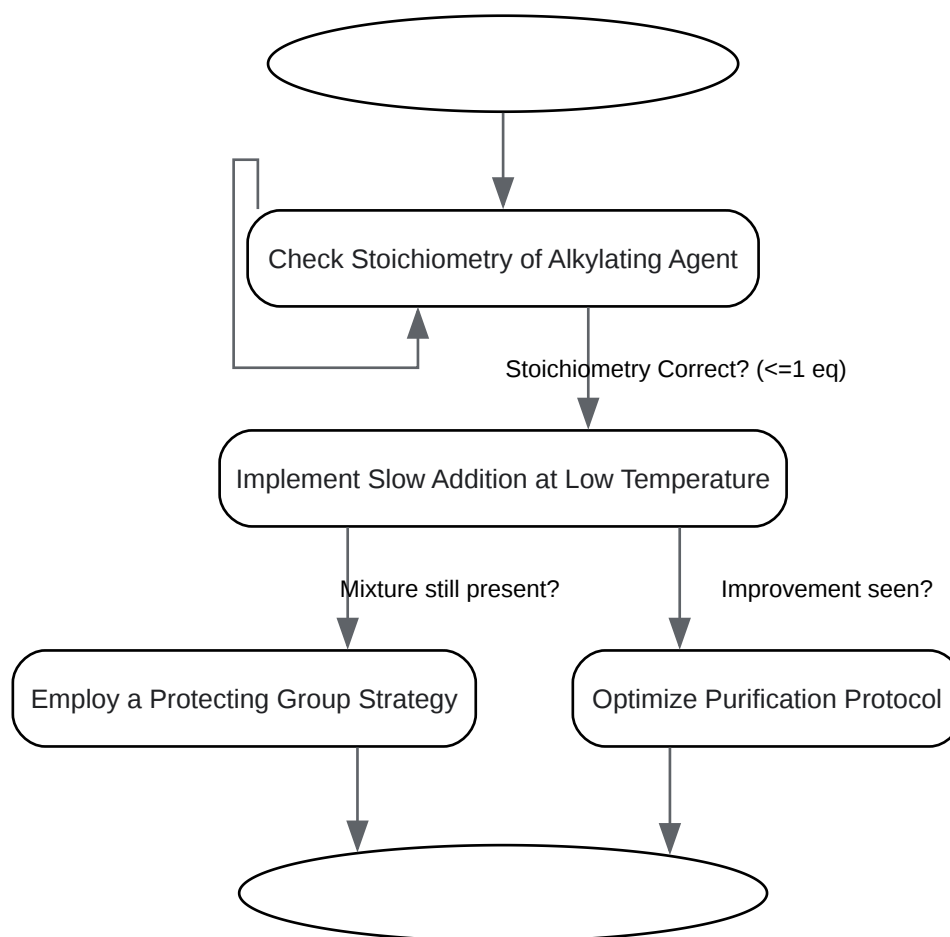 Check Stoichiometry of Alkylating Agent
Stoichiometry Correct? (<=1 eq)
Implement Slow Addition at Low Temperature
Mixture still present?
Improvement seen?
Employ a Protecting Group Strategy
Optimize Purification Protocol